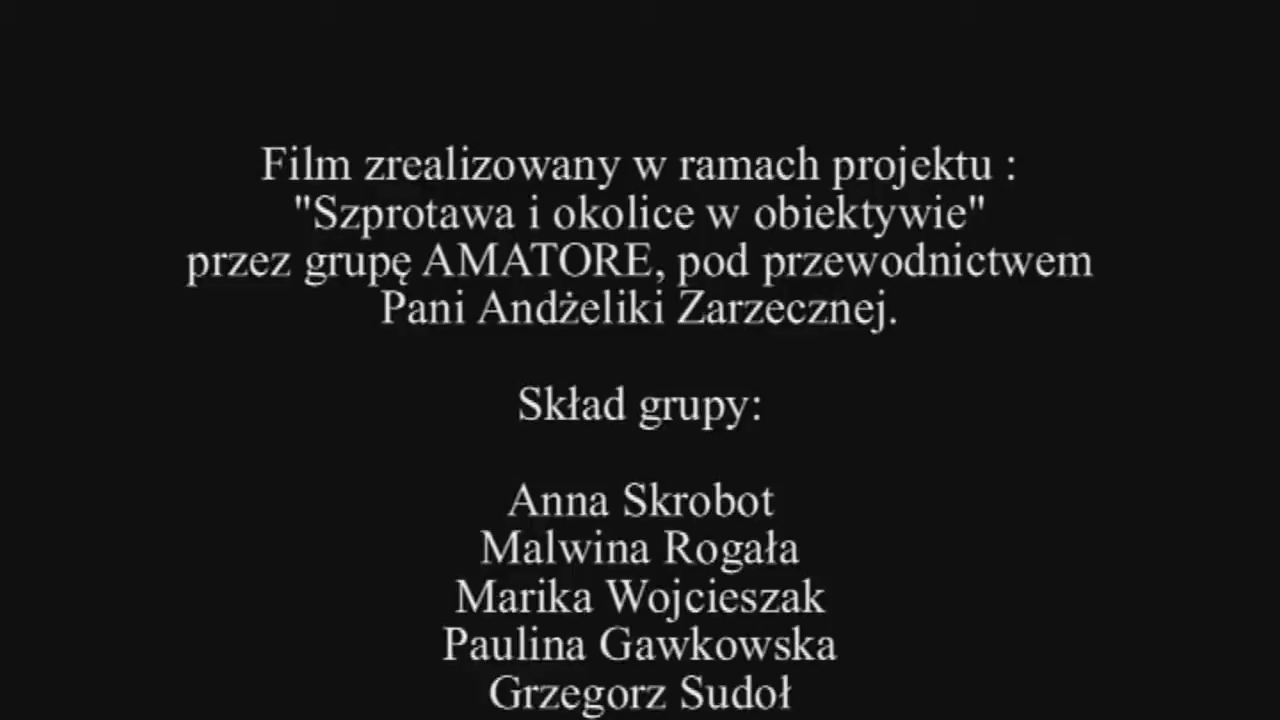 Film zrealizowany w ramach projektu :
"Szprotawa i okolice w obiektywie"
przez grupę AMATORE, pod przewodnictwem
Pani Andżeliki Zarzecznej.
Skład grupy:
Anna Skrobot
Malwina Rogała
Marika Wojcieszak
Paulina Gawkowska
Grzegorz Sudoł